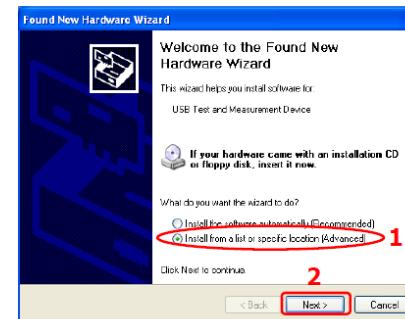 Found New Hardware Wizard
Welcome to the Found New
Hardware Wizard
This wizard helps you install software for:
USB Test and Measurement Device
If your hardware came with an installation CD
or floppy disk, insert it now.
What do you want the wizard to do?
Install the software automatically (Recommended)
Install from a list or specific location (Advanced) 1
Click Next to continue.
2
< Back Next > Cancel